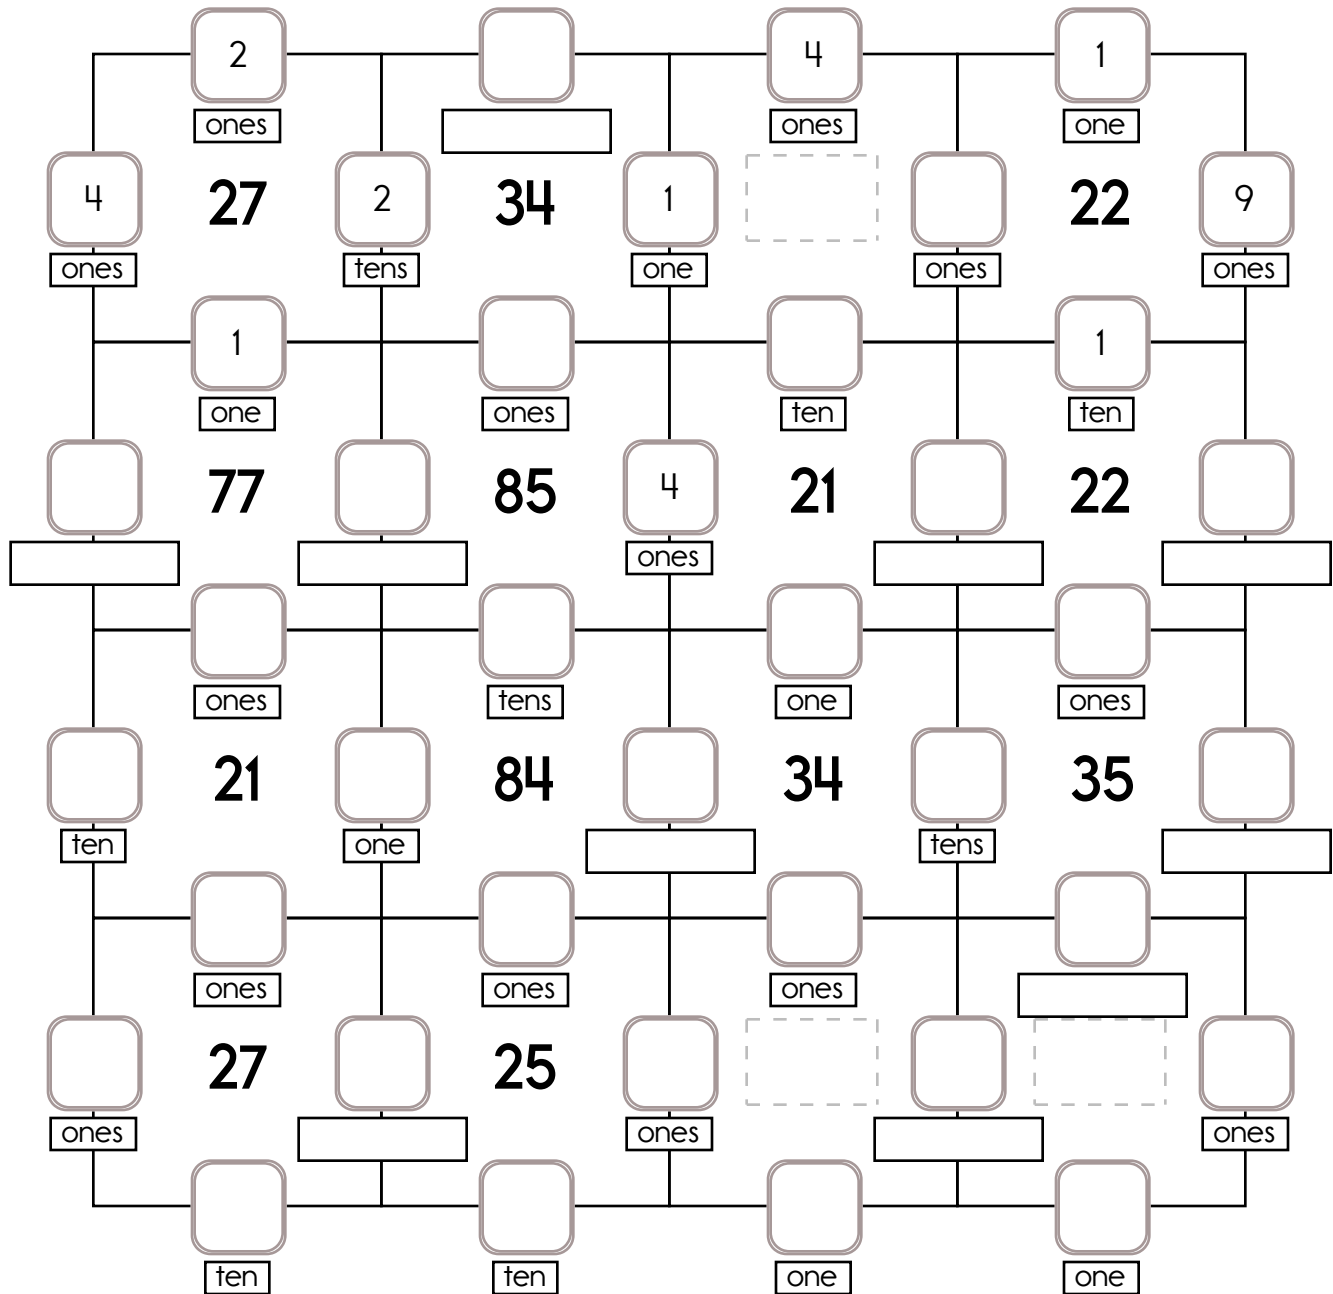 2 4 1
ones ones one
4 27 2 34 1 22 9
ones tens one ones ones
1 1
one ones ten ten
77 85 4 21 22
ones
ones tens one ones
21 84 34 35
ten one tens
ones ones ones
27 25
ones ones ones
ten ten one one